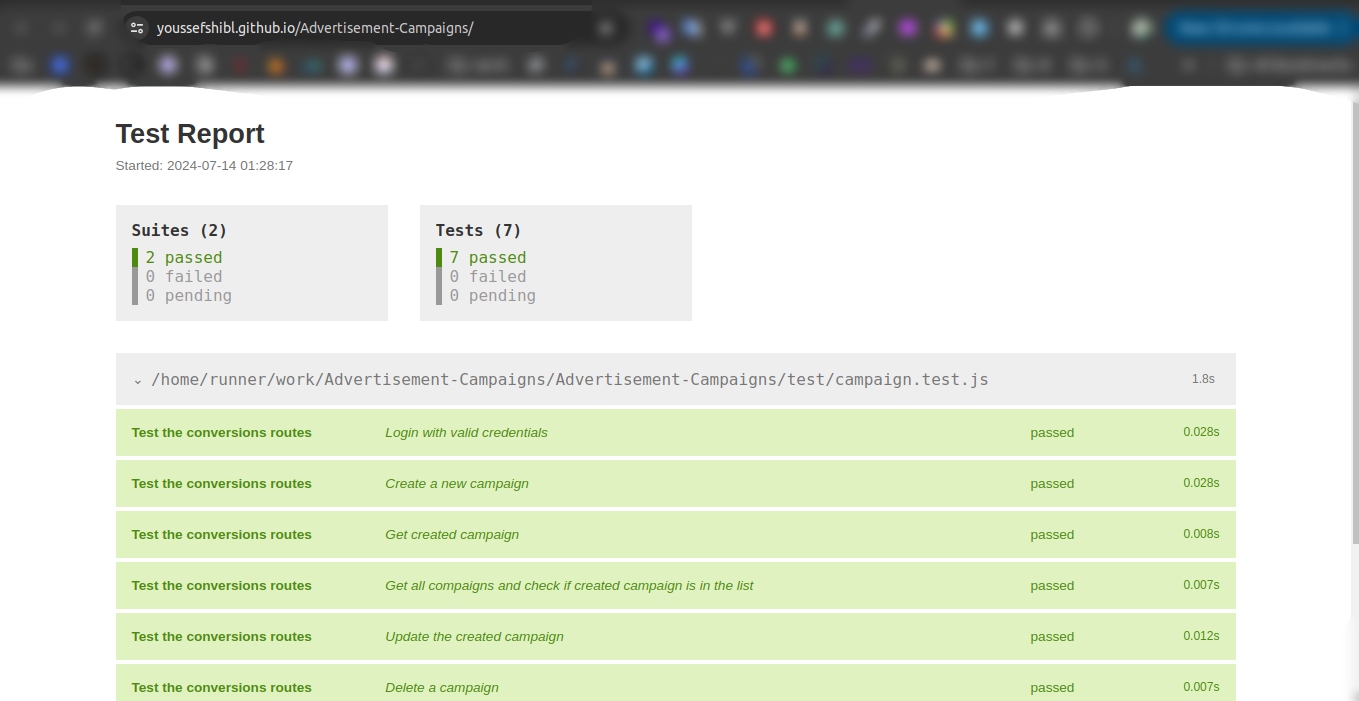 youssefshibl.github.io/Advertisement-Campaigns/
Test Report
Started: 2024-07-14 01:28:17
Suites (2)
2 passed
0 failed
0 pending
Tests (7)
7 passed
0 failed
0 pending
/home/runner/work/Advertisement-Campaigns/Advertisement-Campaigns/test/campaign.test.js 1.8s
Test the conversions routes Login with valid credentials passed 0.028s
Test the conversions routes Create a new campaign passed 0.028s
Test the conversions routes Get created campaign passed 0.008s
Test the conversions routes Get all compaigns and check if created campaign is in the list passed 0.007s
Test the conversions routes Update the created campaign passed 0.012s
Test the conversions routes Delete a campaign passed 0.007s